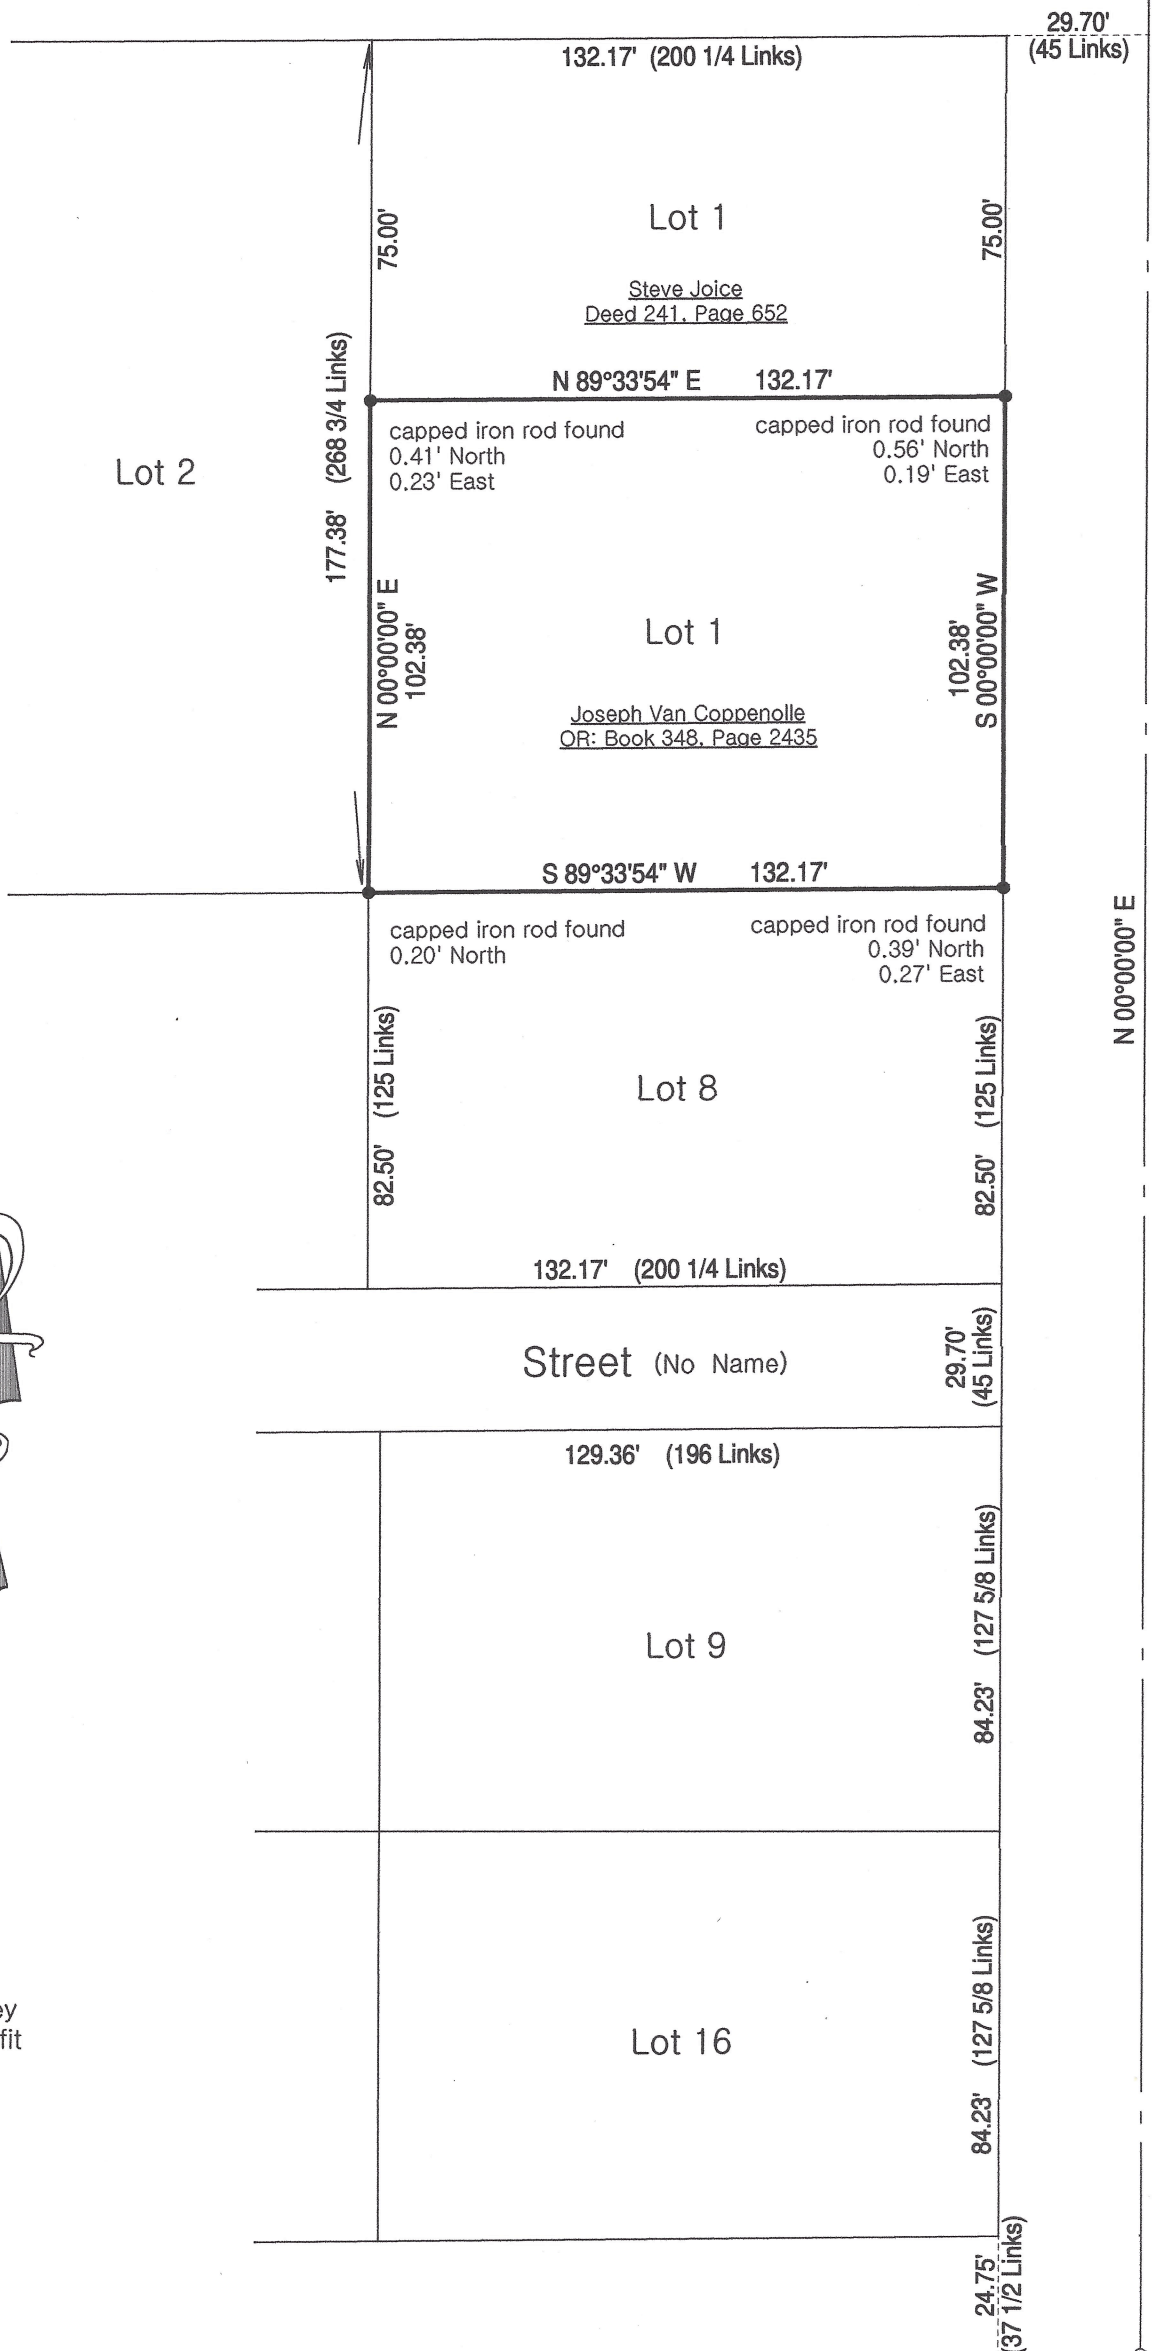 29.70'
(45 Links)
132.17' (200 1/4 Links)
75.00'
75.00'
Lot 1
Steve Joice
Deed 241, Page 652
177.38' (268 3/4 Links)
N 89°33'54" E 132.17'
capped iron rod found
0.41' North
0.23' East
capped iron rod found
0.56' North
0.19' East
Lot 2
N 00°00'00" E
102.38'
Lot 1
102.38'
S 00°00'00" W
Joseph Van Coppenolle
OR: Book 348, Page 2435
S 89°33'54" W 132.17'
capped iron rod found
0.20' North
capped iron rod found
0.39' North
0.27' East
N 00°00'00" E
82.50' (125 Links)
Lot 8
82.50' (125 Links)
132.17' (200 1/4 Links)
Street (No Name)
29.70'
(45 Links)
129.36' (196 Links)
84.23' (127 5/8 Links)
Lot 9
84.23' (127 5/8 Links)
Lot 16
ey
fit
24.75'
(37 1/2 Links)